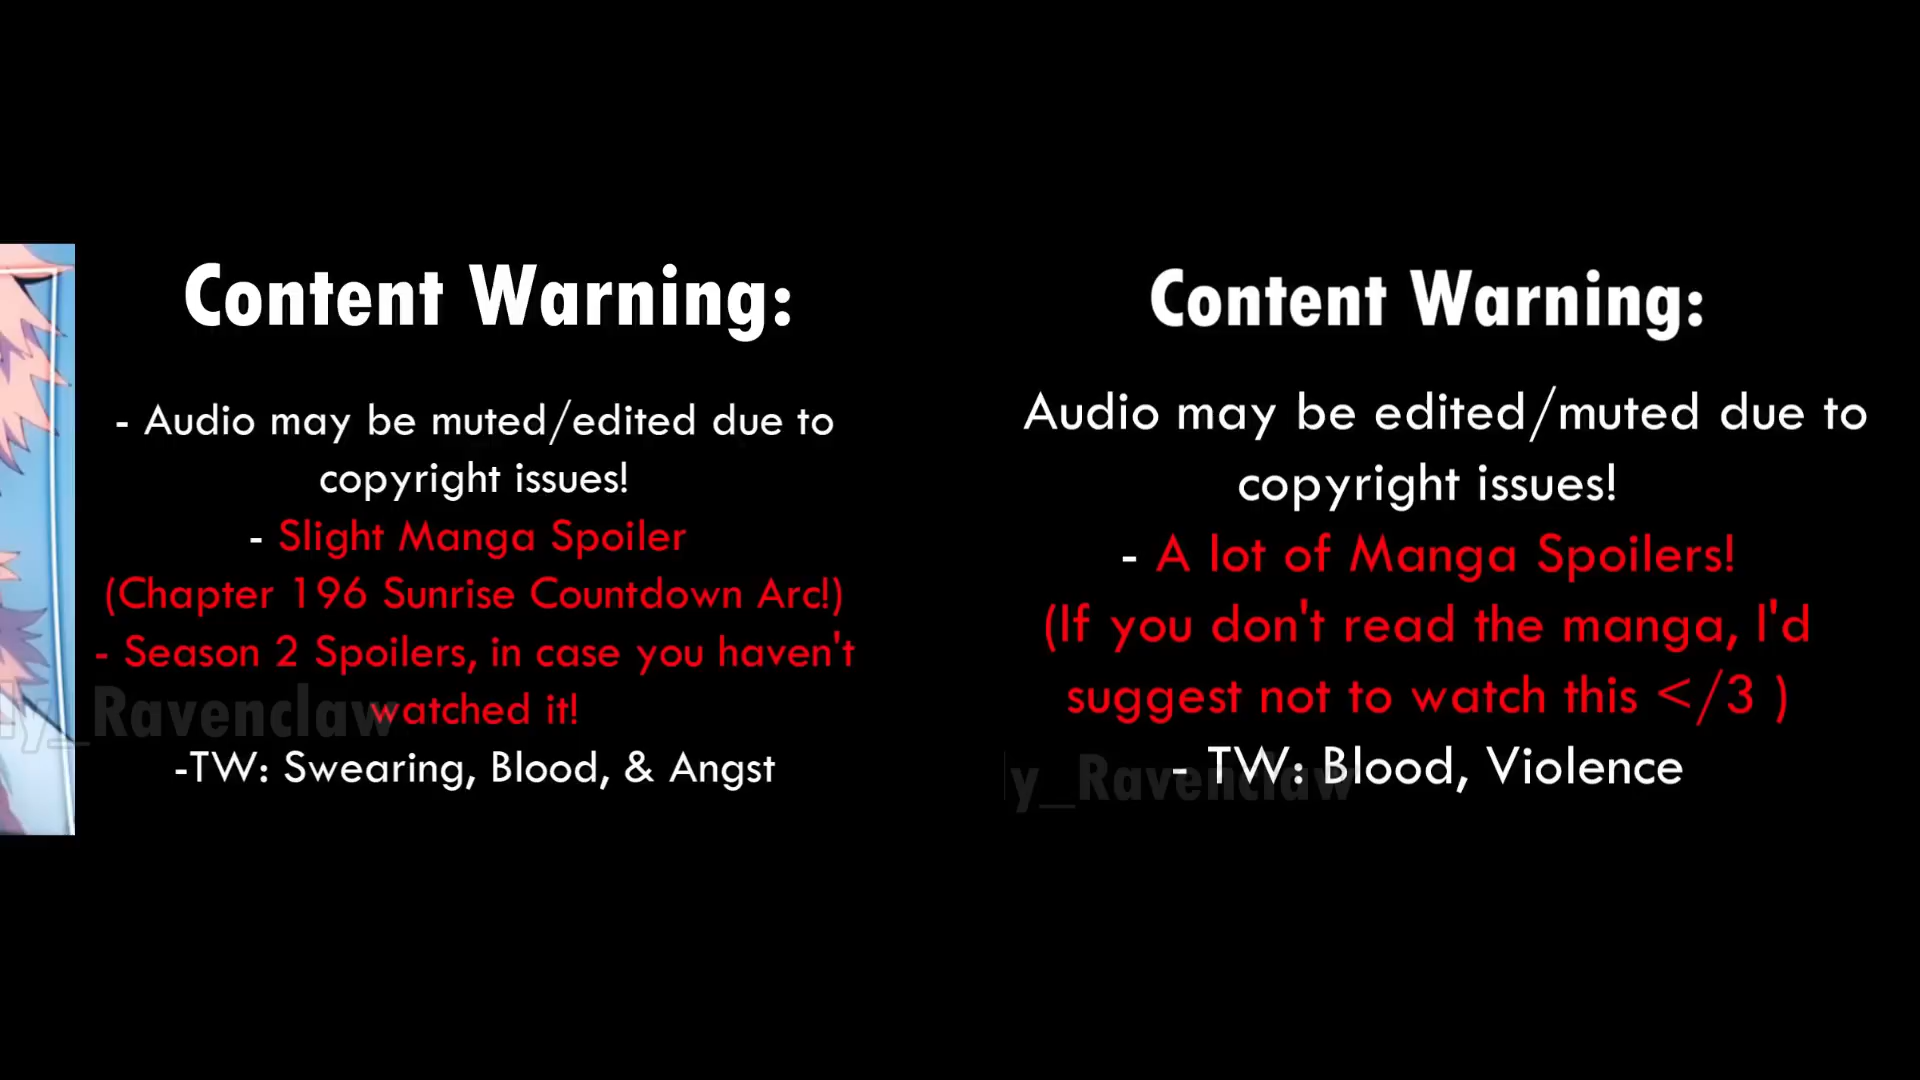 Content Warning:
- Audio may be muted/edited due to
copyright issues!
- Slight Manga Spoiler
(Chapter 196 Sunrise Countdown Arc!)
- Season 2 Spoilers, in case you haven't
watched it!
-TW: Swearing, Blood, & Angst
ly_Ravenclaw
Content Warning:
Audio may be edited/muted due to
copyright issues!
- A lot of Manga Spoilers!
(If you don't read the manga, I'd
suggest not to watch this </3 )
- TW: Blood, Violence
y_Ravenclaw